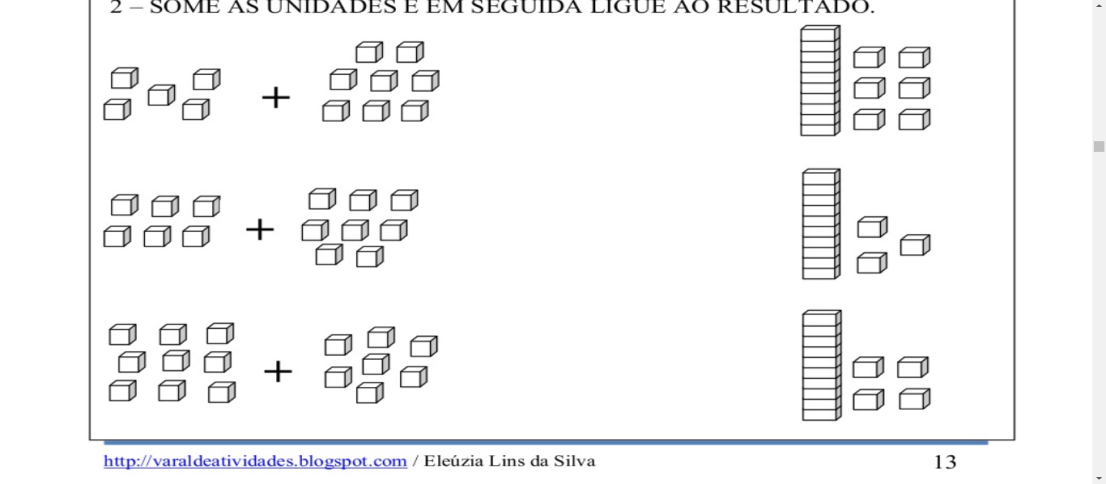 2 – SOME AS UNIDADES E EM SEGUIDA LIGUE AO RESULTADO.
+
+
+
http://varaldeatividades.blogspot.com / Eleúzia Lins da Silva
13